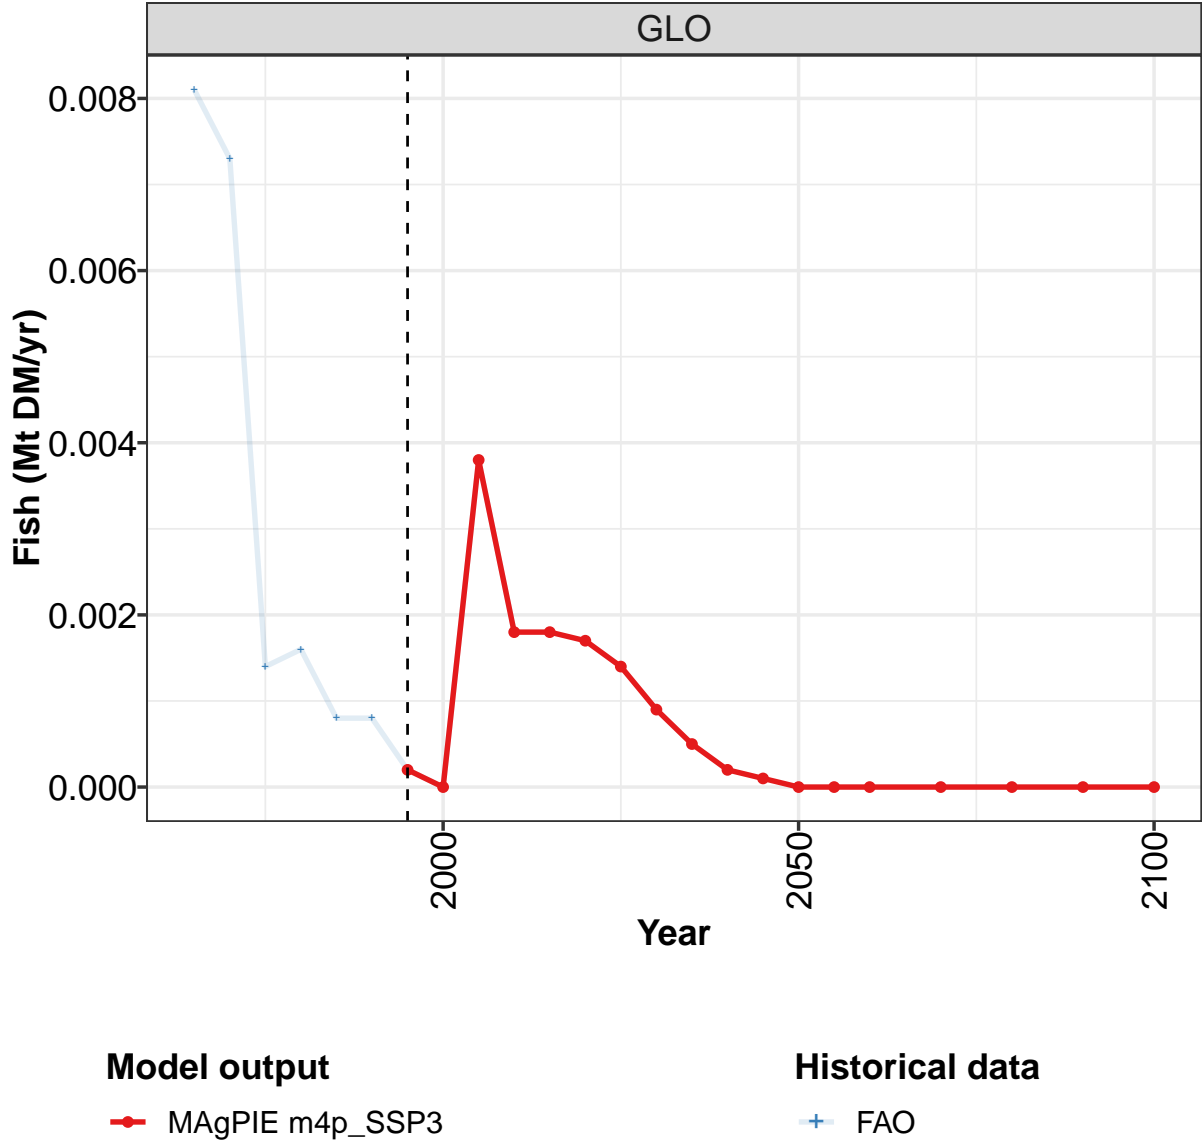 GLO
0.008
0.006
0.004
0.002
0.000
Fish (Mt DM/yr)
2000
2050
2100
Year
Model output
MAgPIE m4p_SSP3
Historical data
FAO